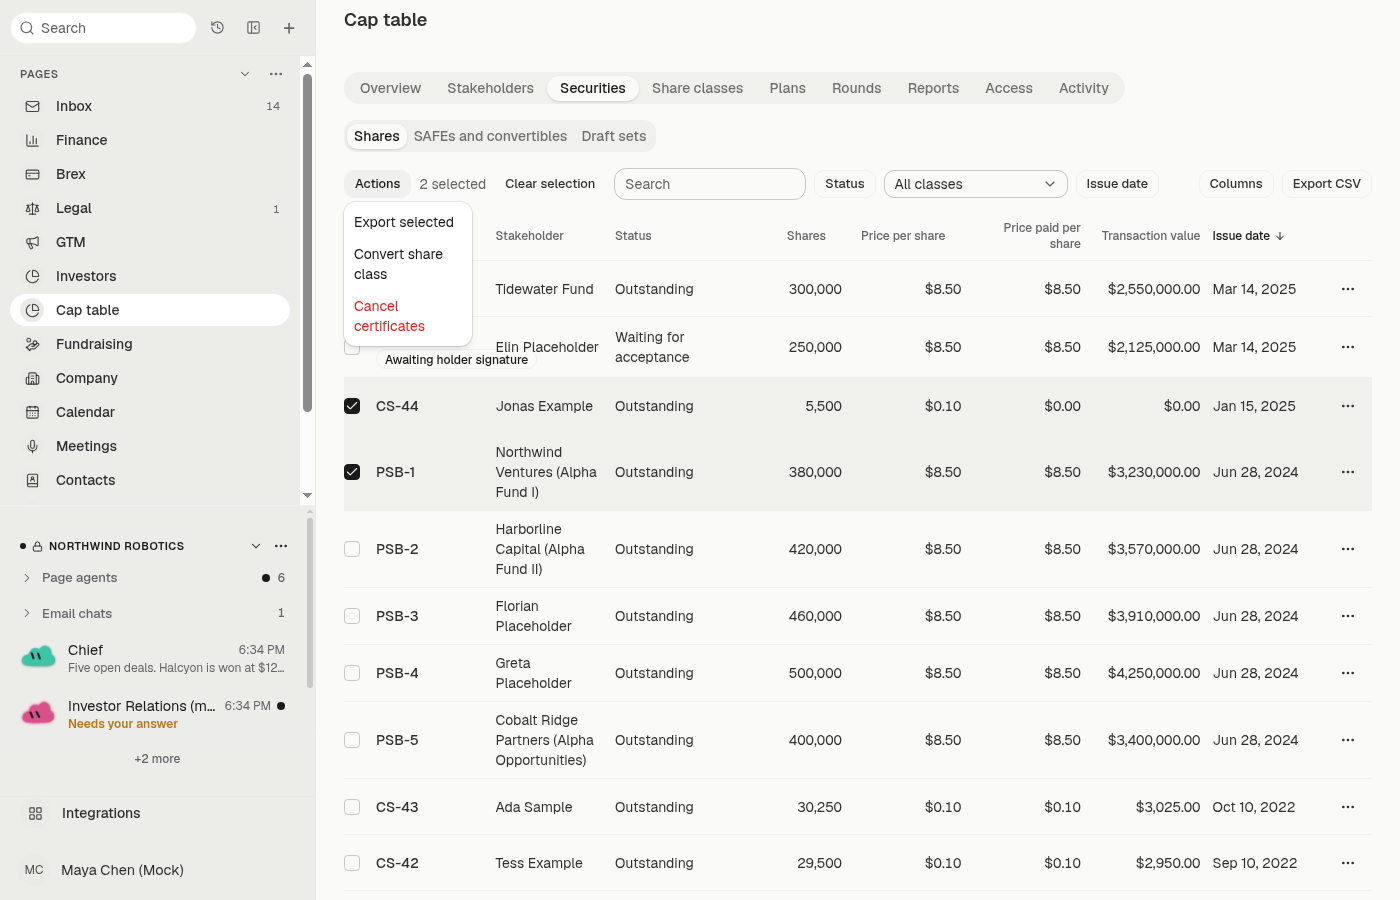 Search
PAGES
Inbox 14
Finance
Brex
Legal 1
GTM
Investors
Cap table
Fundraising
Company
Calendar
Meetings
Contacts
NORTHWIND ROBOTICS
Page agents 6
Email chats 1
Chief 6:34 PM
Five open deals. Halcyon is won at $12...
Investor Relations (m... 6:34 PM
Needs your answer
+2 more
Integrations
MC Maya Chen (Mock)
Cap table
Overview Stakeholders Securities Share classes Plans Rounds Reports Access Activity
Shares SAFEs and convertibles Draft sets
Actions 2 selected Clear selection Search Status All classes Issue date Columns Export CSV
Export selected
Convert share
class
Cancel
certificates
Stakeholder Status Shares Price per share Price paid per
share Transaction value Issue date
Tidewater Fund Outstanding 300,000 $8.50 $8.50 $2,550,000.00 Mar 14, 2025
Elin Placeholder Waiting for
acceptance 250,000 $8.50 $8.50 $2,125,000.00 Mar 14, 2025
Awaiting holder signature
CS-44 Jonas Example Outstanding 5,500 $0.10 $0.00 $0.00 Jan 15, 2025
PSB-1 Northwind
Ventures (Alpha
Fund I) Outstanding 380,000 $8.50 $8.50 $3,230,000.00 Jun 28, 2024
PSB-2 Harborline
Capital (Alpha
Fund II) Outstanding 420,000 $8.50 $8.50 $3,570,000.00 Jun 28, 2024
PSB-3 Florian
Placeholder Outstanding 460,000 $8.50 $8.50 $3,910,000.00 Jun 28, 2024
PSB-4 Greta
Placeholder Outstanding 500,000 $8.50 $8.50 $4,250,000.00 Jun 28, 2024
PSB-5 Cobalt Ridge
Partners (Alpha
Opportunities) Outstanding 400,000 $8.50 $8.50 $3,400,000.00 Jun 28, 2024
CS-43 Ada Sample Outstanding 30,250 $0.10 $0.10 $3,025.00 Oct 10, 2022
CS-42 Tess Example Outstanding 29,500 $0.10 $0.10 $2,950.00 Sep 10, 2022